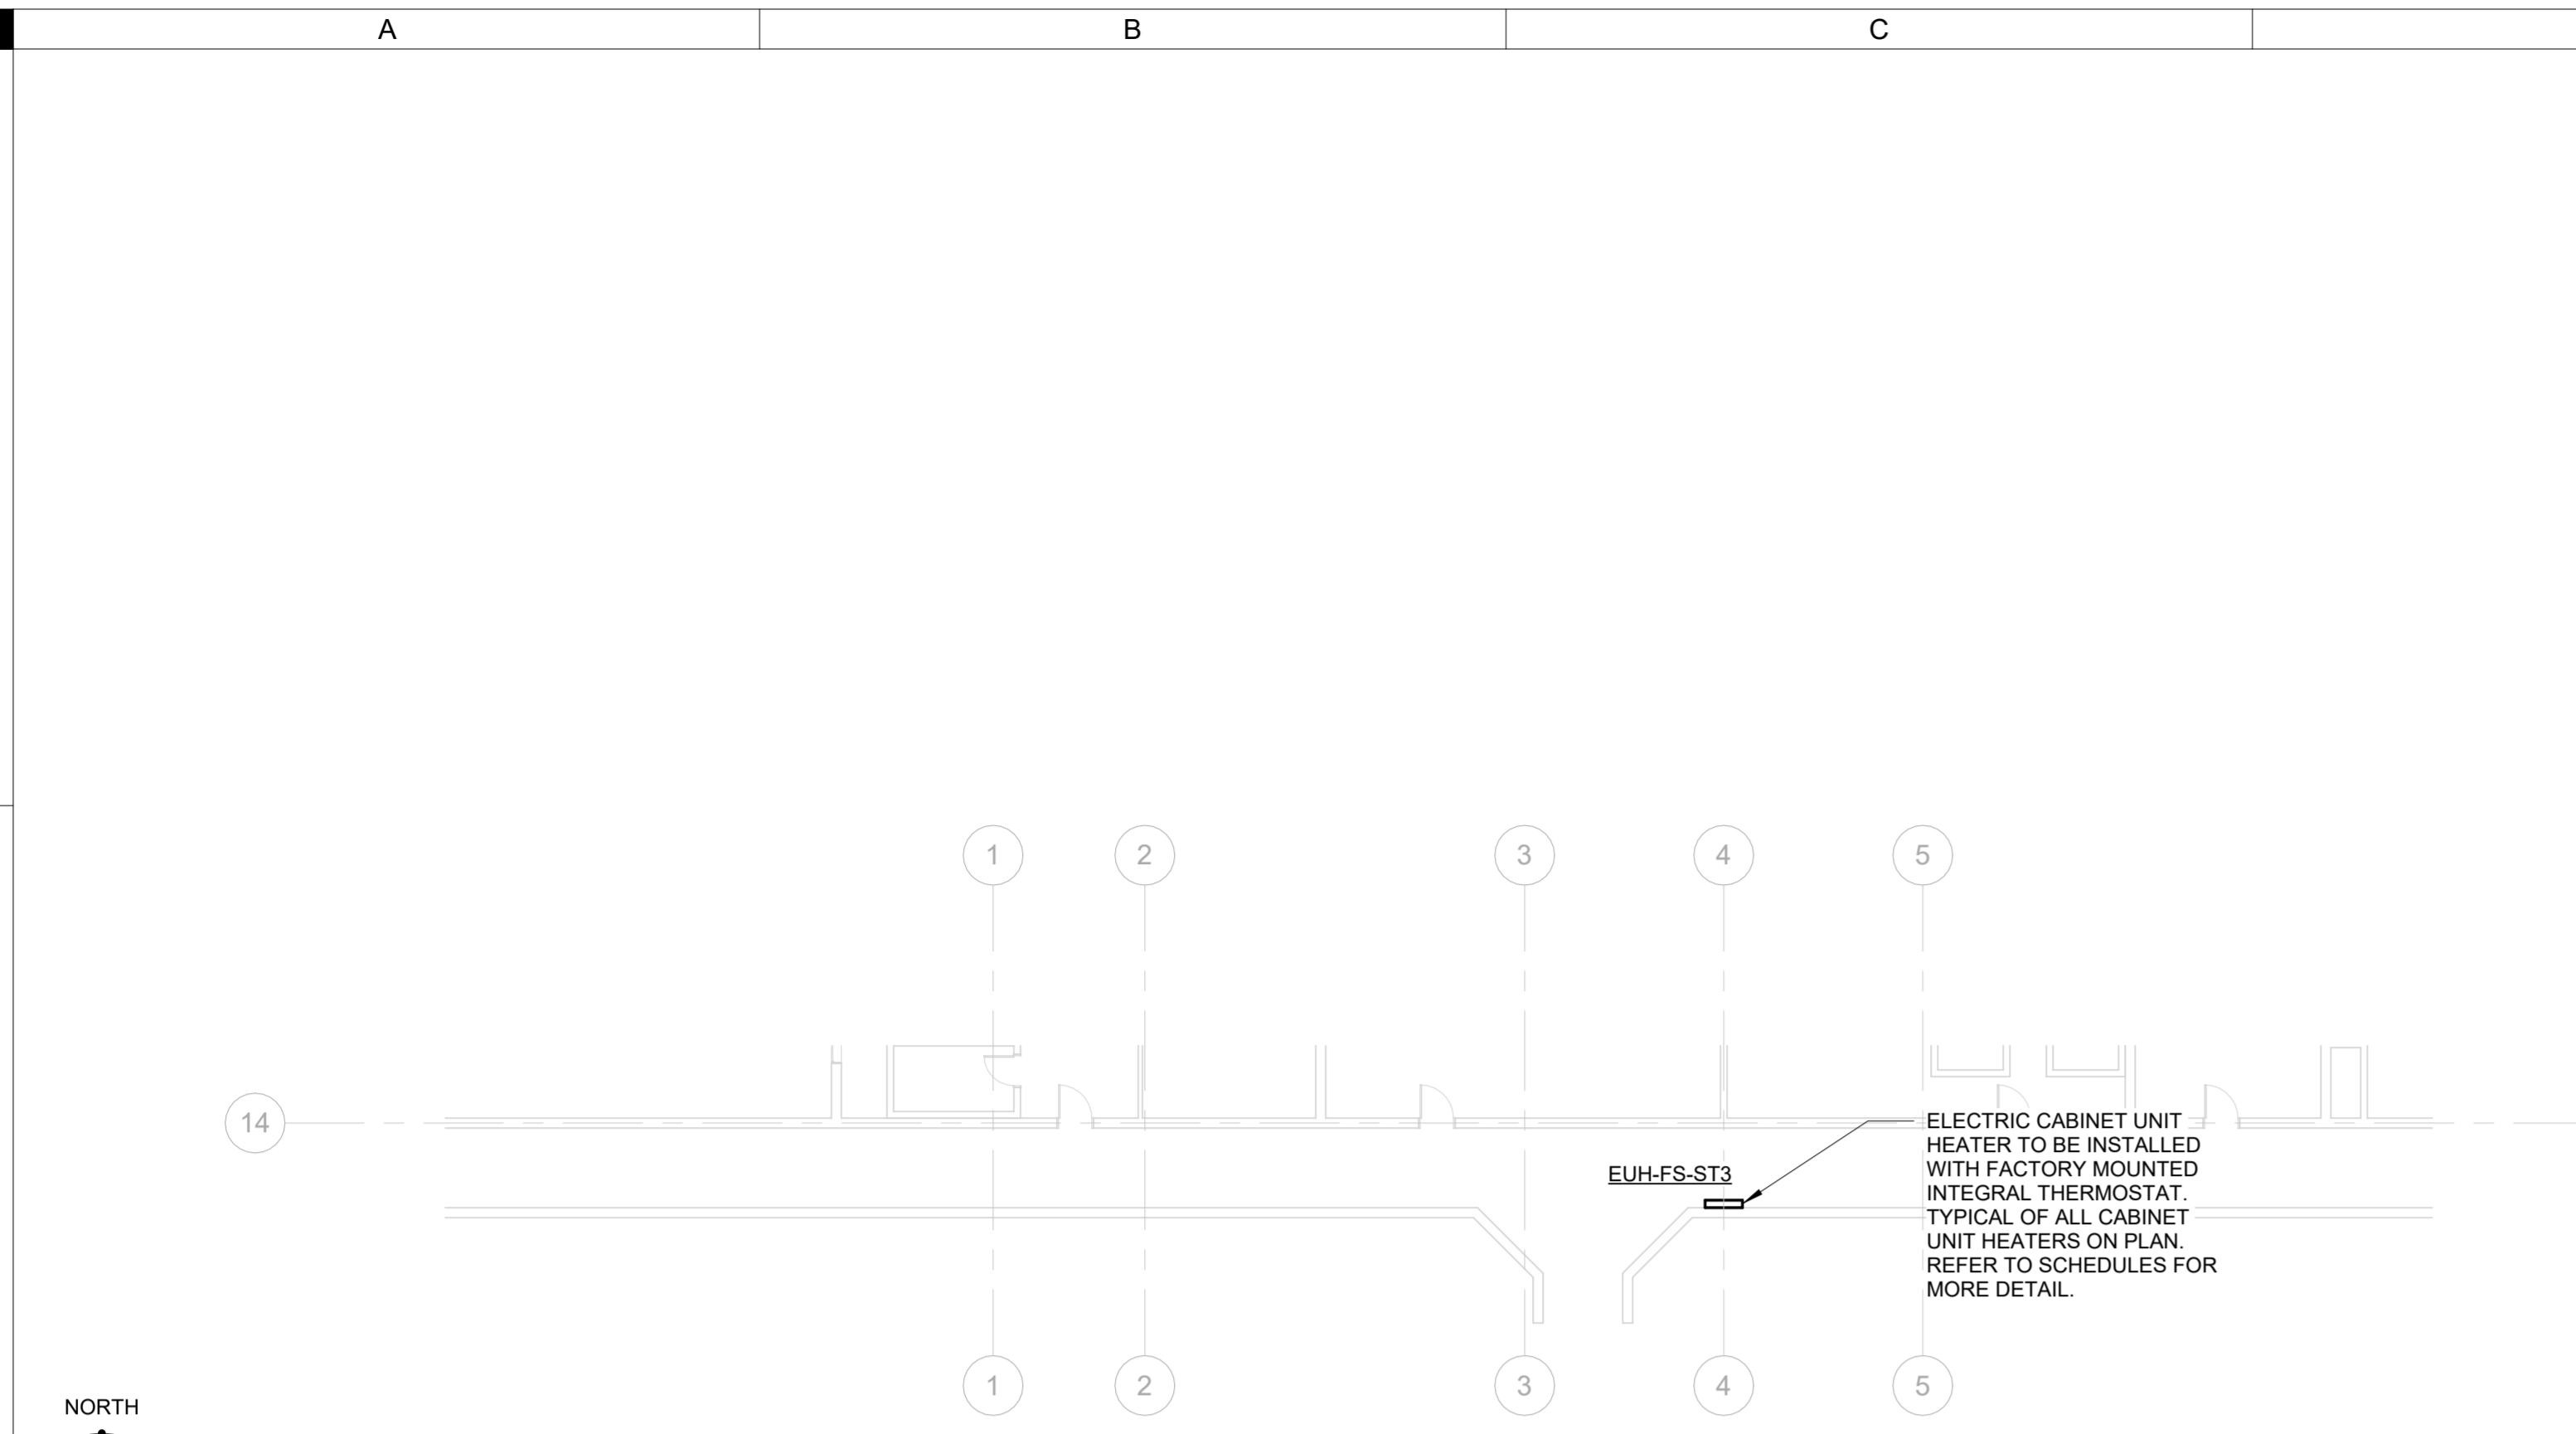 A
B
C
1
2
3
4
5
14
EUH-FS-ST3
ELECTRIC CABINET UNIT
HEATER TO BE INSTALLED
WITH FACTORY MOUNTED
INTEGRAL THERMOSTAT.
TYPICAL OF ALL CABINET
UNIT HEATERS ON PLAN.
REFER TO SCHEDULES FOR
MORE DETAIL.
1
2
3
4
5
NORTH